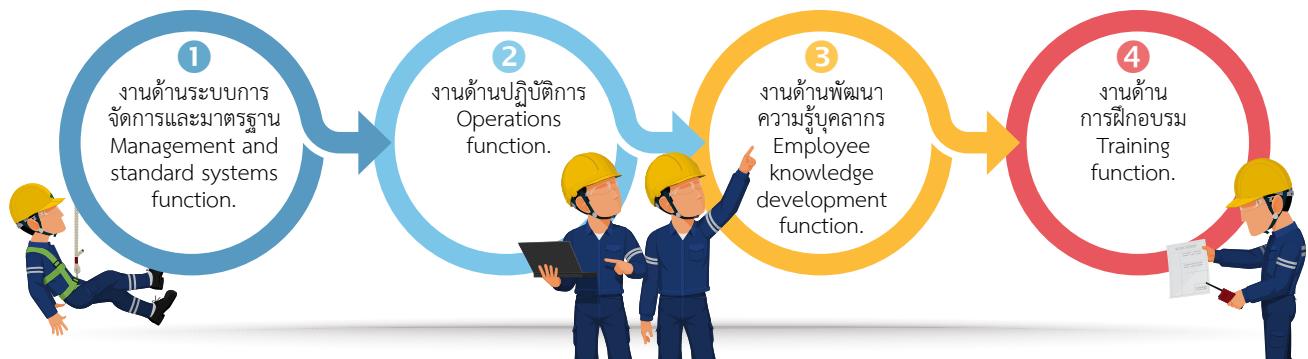 1
งานด้านระบบการ
จัดการและมาตรฐาน
Management and
standard systems
function.
2
งานด้านปฏิบัติการ
Operations
function.
3
งานด้านพัฒนา
ความรู้บุคลากร
Employee
knowledge
development
function.
4
งานด้าน
การฝึกอบรม
Training
function.